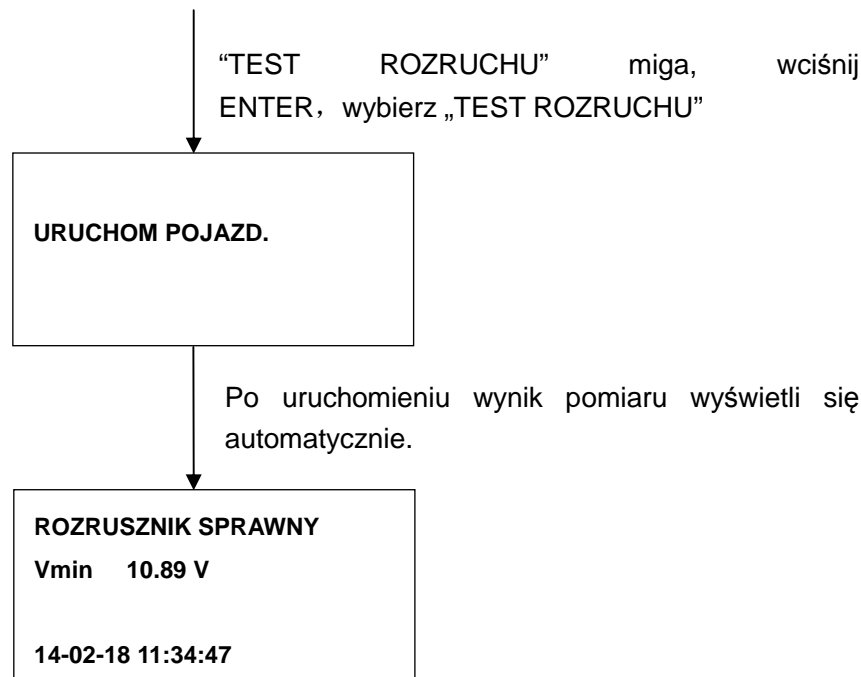 “TEST ROZRUCHU” miga, wciśnij
ENTER，wybierz „TEST ROZRUCHU”
URUCHOM POJAZD.
Po uruchomieniu wynik pomiaru wyświetli się
automatycznie.
ROZRUSZNIK SPRAWNY
Vmin 10.89 V
14-02-18 11:34:47